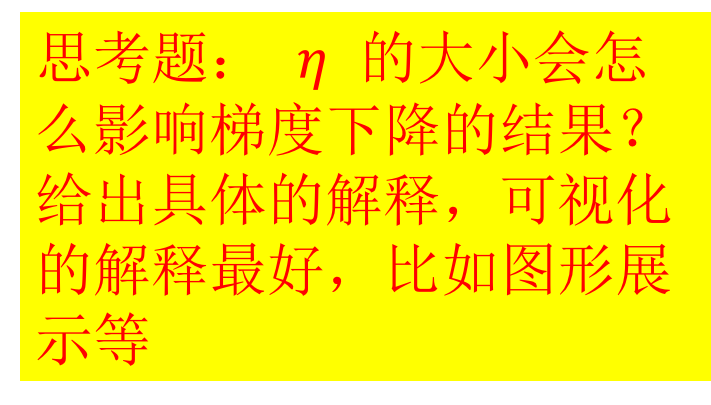 思考题： η 的大小会怎
么影响梯度下降的结果？
给出具体的解释，可视化
的解释最好，比如图形展
示等